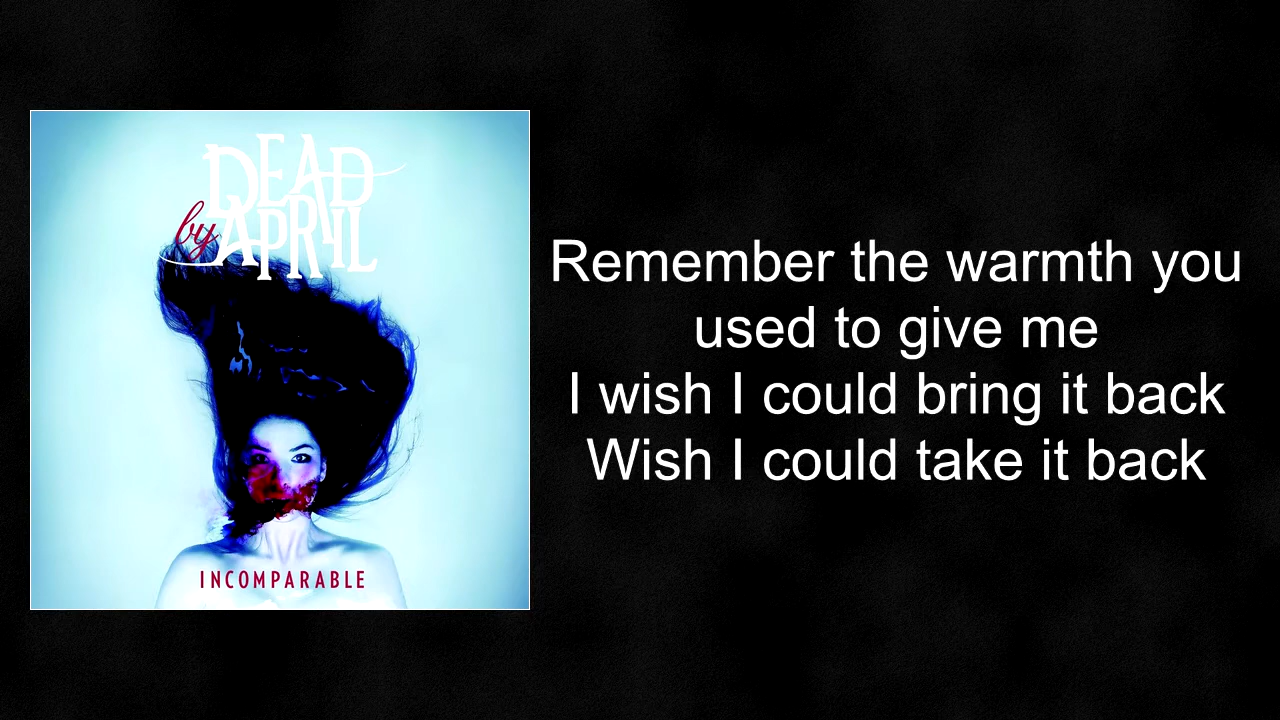 DEAD
by APRIL
INCOMPARABLE
Remember the warmth you
used to give me
I wish I could bring it back
Wish I could take it back